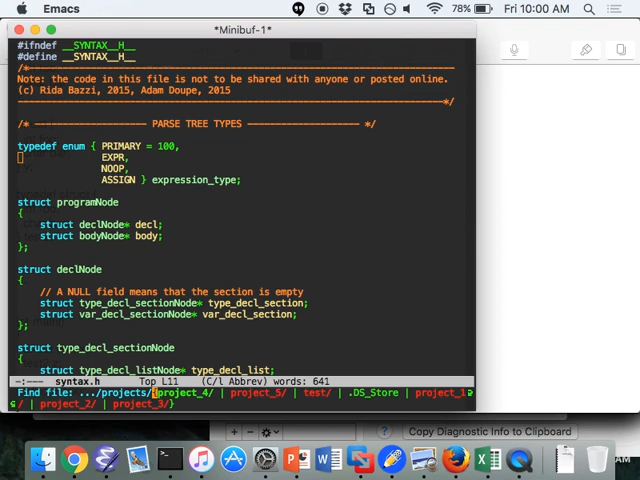 Emacs
78%
Fri 10:00 AM
*Minibuf-1*
#ifndef __SYNTAX__H__
#define __SYNTAX__H__
/*---------------------------------------------------------------------
Note: the code in this file is not to be shared with anyone or posted online.
(c) Rida Bazzi, 2015, Adam Doupe, 2015
---------------------------------------------------------------------*/
/* -------------------- PARSE TREE TYPES -------------------- */
typedef enum { PRIMARY = 100,
EXPR,
NOOP,
ASSIGN } expression_type;
struct programNode
{
struct declNode* decl;
struct bodyNode* body;
};
struct declNode
{
// A NULL field means that the section is empty
struct type_decl_sectionNode* type_decl_section;
struct var_decl_sectionNode* var_decl_section;
};
struct type_decl_sectionNode
{
struct type_decl_listNode* type_decl_list;
-:--- syntax.h Top L11 (C/l Abbrev) words: 641
Find file: .../projects/{project_4/ | project_5/ | test/ | .DS_Store | project_1
/ | project_2/ | project_3/}
Copy Diagnostic Info to Clipboard